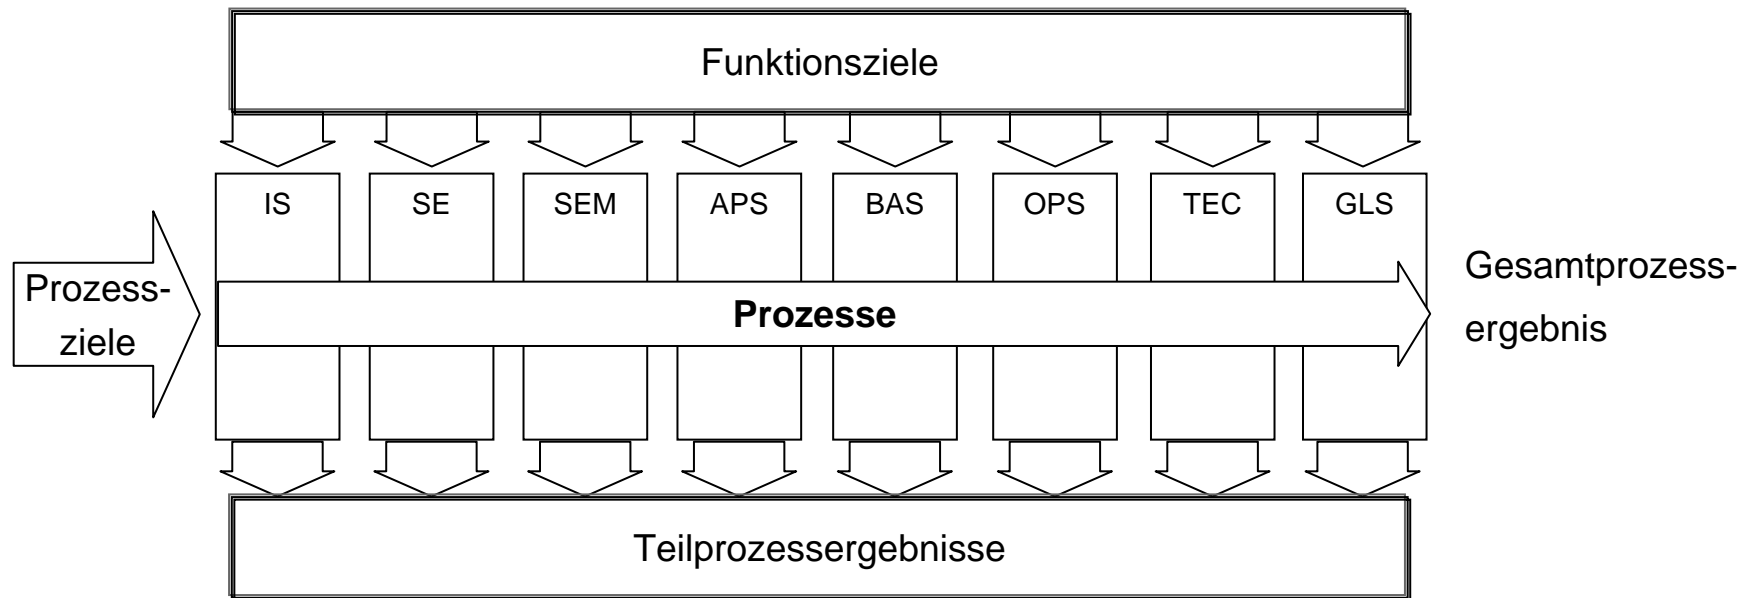 Funktionsziele
IS
SE
SEM
APS
BAS
OPS
TEC
GLS
Prozess-
ziele
Prozesse
Gesamtprozess-
ergebnis
Teilprozessergebnisse